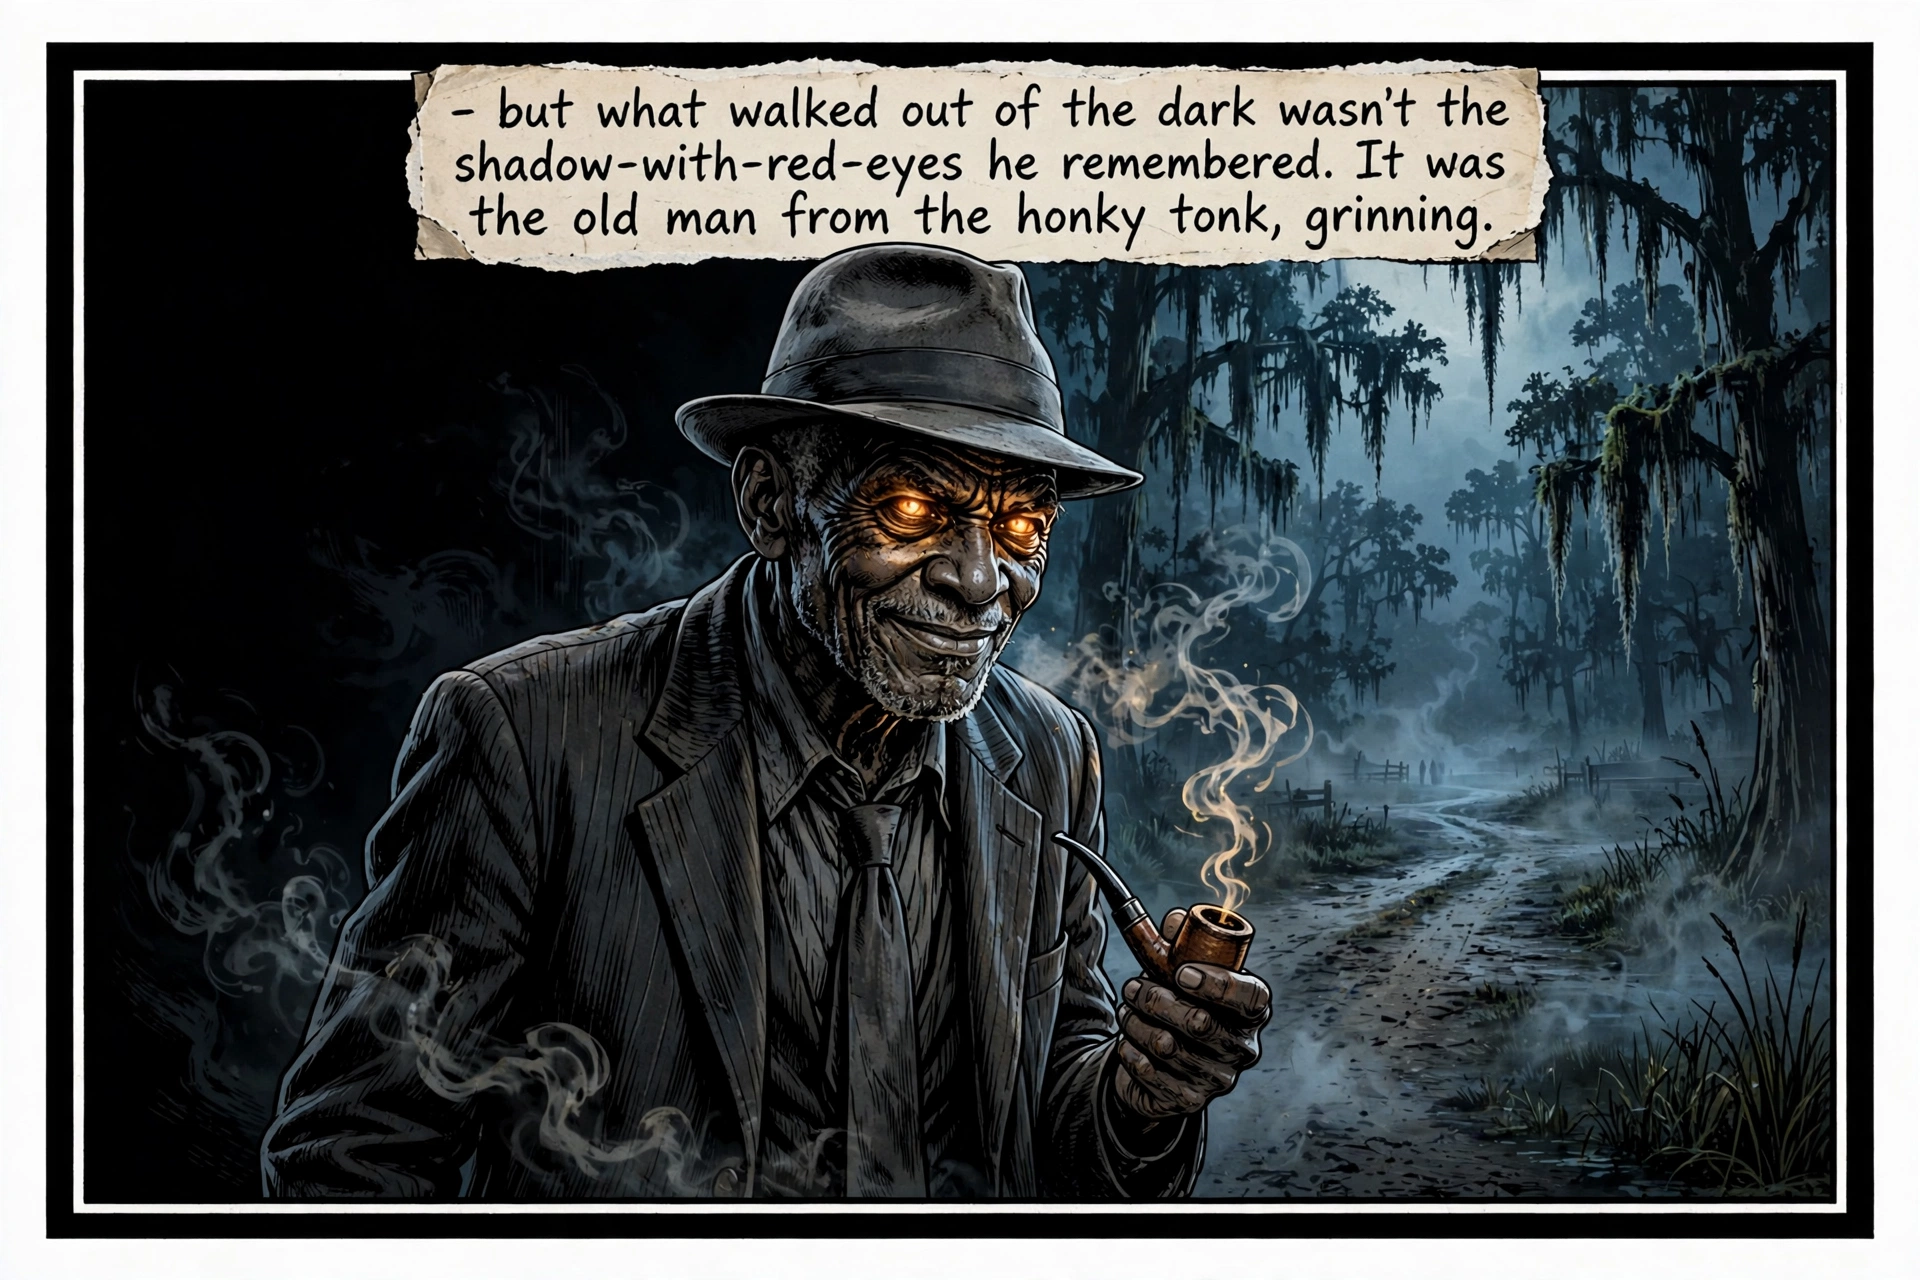 - but what walked out of the dark wasn't the
shadow-with-red-eyes he remembered. It was
the old man from the honky tonk, grinning.